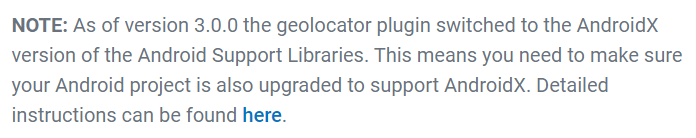 NOTE: As of version 3.0.0 the geolocator plugin switched to the AndroidX
version of the Android Support Libraries. This means you need to make sure
your Android project is also upgraded to support AndroidX. Detailed
instructions can be found here.